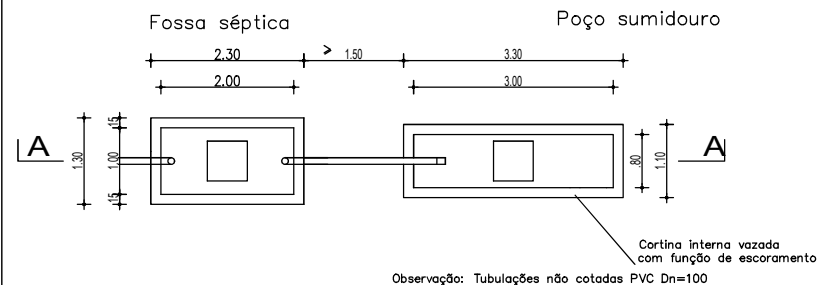 Fossa séptica
Poço sumidouro
2.30
> 1.50
3.30
2.00
3.00
A
1.30
.15
1.00
.15
.80
1.10
A
Cortina interna vazada
com função de escoramento
Observação: Tubulações não cotadas PVC Dn=100